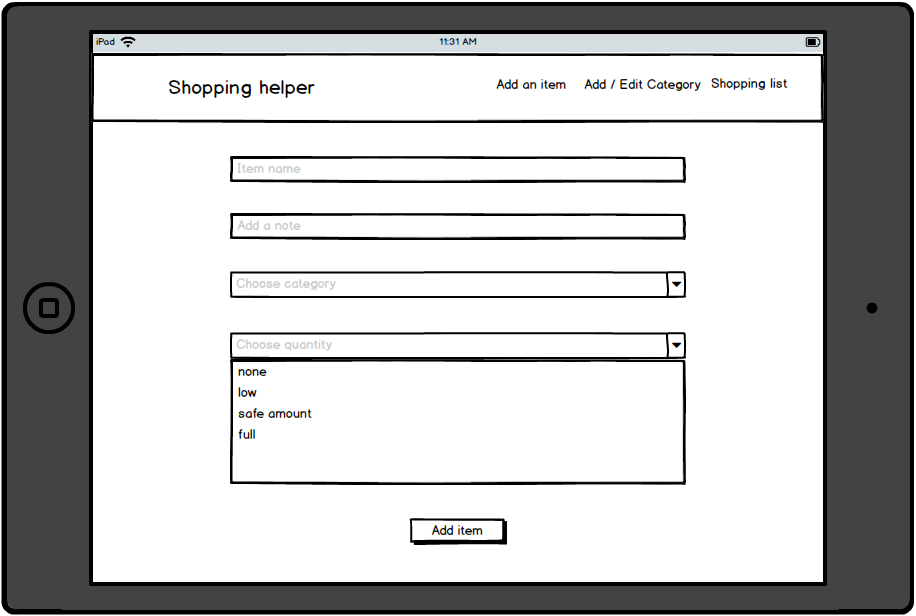 iPad 11:31 AM
Shopping helper Add an item Add / Edit Category Shopping list
Item name
Add a note
Choose category
Choose quantity
none
low
safe amount
full
Add item